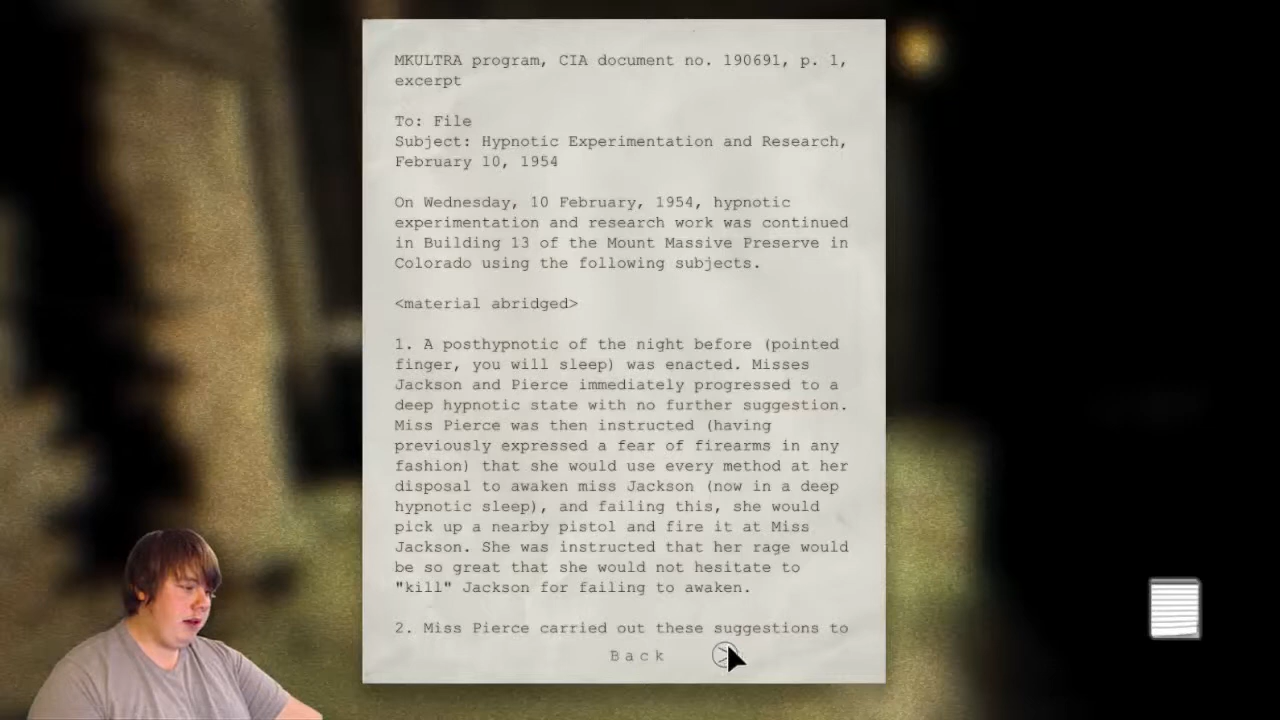 MKULTRA program, CIA document no. 190691, p. 1,
excerpt
To: File
Subject: Hypnotic Experimentation and Research,
February 10, 1954
On Wednesday, 10 February, 1954, hypnotic
experimentation and research work was continued
in Building 13 of the Mount Massive Preserve in
Colorado using the following subjects.
<material abridged>
1. A posthypnotic of the night before (pointed
finger, you will sleep) was enacted. Misses
Jackson and Pierce immediately progressed to a
deep hypnotic state with no further suggestion.
Miss Pierce was then instructed (having
previously expressed a fear of firearms in any
fashion) that she would use every method at her
disposal to awaken miss Jackson (now in a deep
hypnotic sleep), and failing this, she would
pick up a nearby pistol and fire it at Miss
Jackson. She was instructed that her rage would
be so great that she would not hesitate to
"kill" Jackson for failing to awaken.
2. Miss Pierce carried out these suggestions to
Back